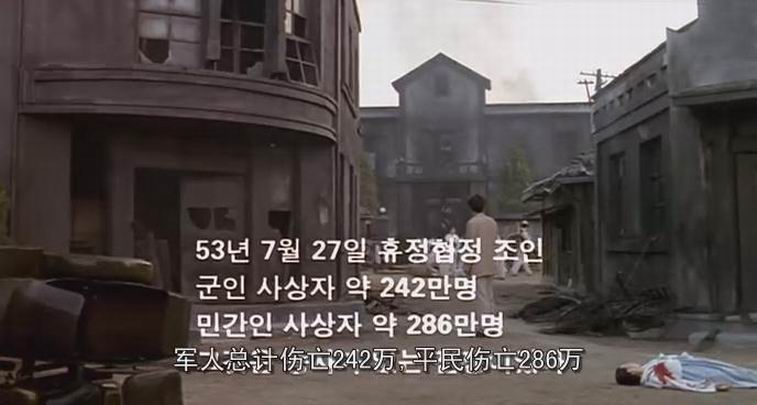 53년 7월 27일 휴정협정 조인
군인 사상자 약 242만명
민간인 사상자 약 286만명
军人总计伤亡242万, 平民伤亡286万